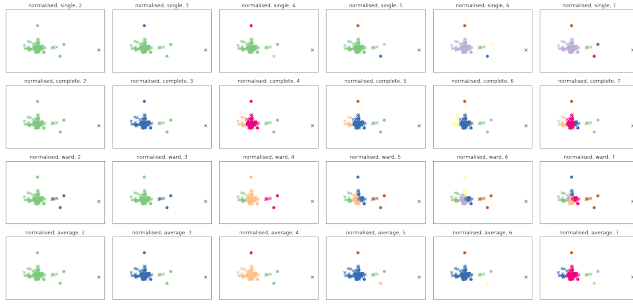 normalised, single, 2
normalised, single, 3
normalised, single, 4
normalised, single, 5
normalised, single, 6
normalised, single, 7
normalised, complete, 2
normalised, complete, 3
normalised, complete, 4
normalised, complete, 5
normalised, complete, 6
normalised, complete, 7
normalised, ward, 2
normalised, ward, 3
normalised, ward, 4
normalised, ward, 5
normalised, ward, 6
normalised, ward, 7
normalised, average, 2
normalised, average, 3
normalised, average, 4
normalised, average, 5
normalised, average, 6
normalised, average, 7